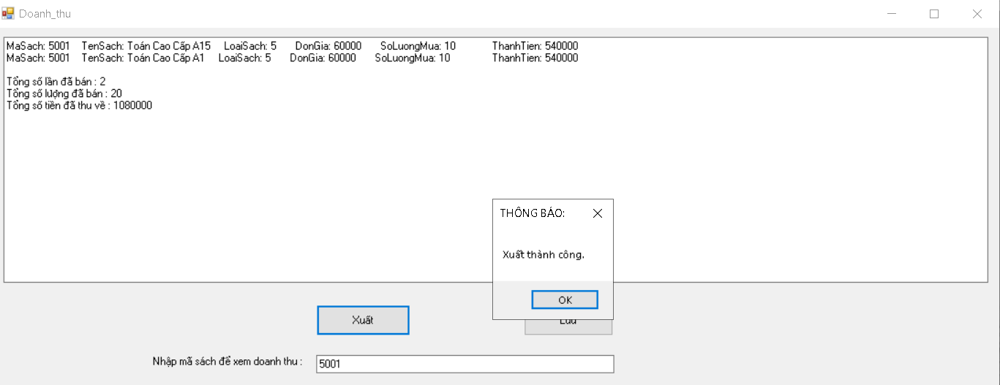 Doanh_thu
MaSach: 5001 TenSach: Toán Cao Cấp A15 LoaiSach: 5 DonGia: 60000 SoLuongMua: 10 ThanhTien: 540000
MaSach: 5001 TenSach: Toán Cao Cấp A1 LoaiSach: 5 DonGia: 60000 SoLuongMua: 10 ThanhTien: 540000
Tổng số lần đã bán : 2
Tổng số lượng đã bán : 20
Tổng số tiền đã thu về : 1080000
THÔNG BÁO:
Xuất thành công.
OK
Xuất
Lưu
Nhập mã sách để xem doanh thu :
5001